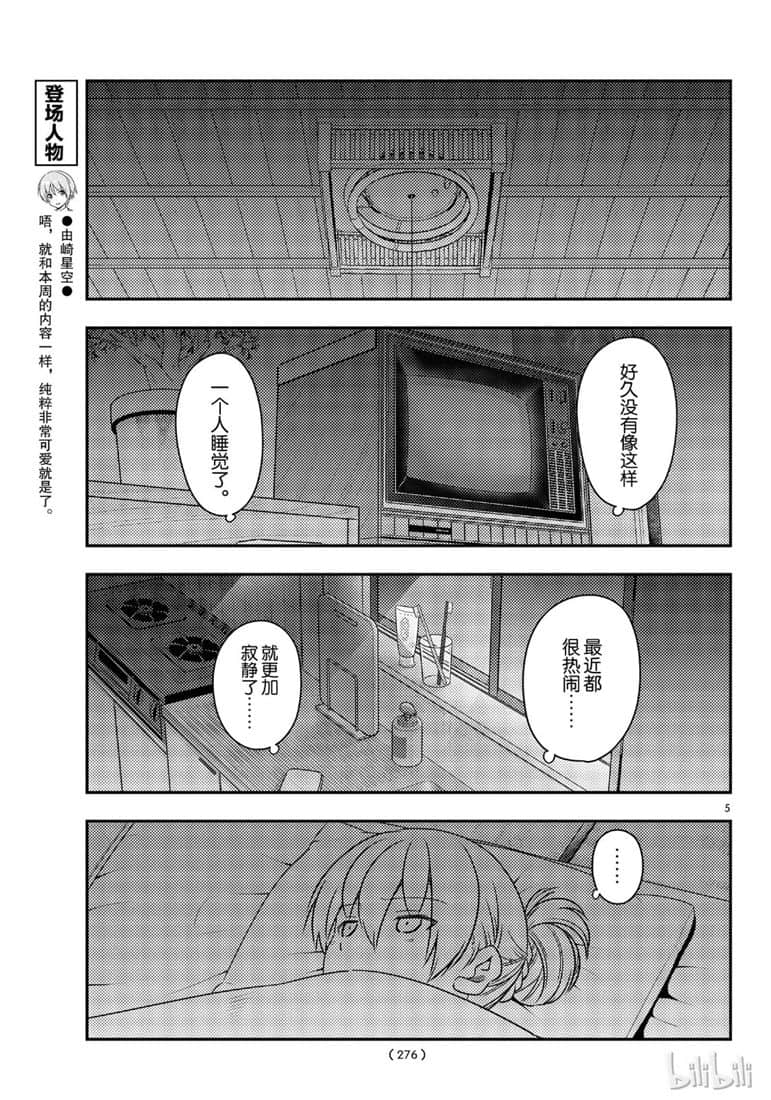 登场人物
●由崎星空●
唔，就和本周的内容一样，纯粹非常可爱就是了。
好久没有像这样
一个人睡觉了。
最近都
很热闹……
就更加
寂静了……
5
……
(276)
bilibili